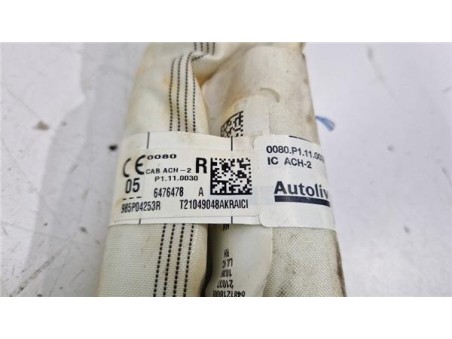 CE 0080
CAB ACH-2 R
05 P1.11.0030
6476478 A
985P04253R T21049048AKRAICI
0080.P1.11.003
IC ACH-2
Autoliv